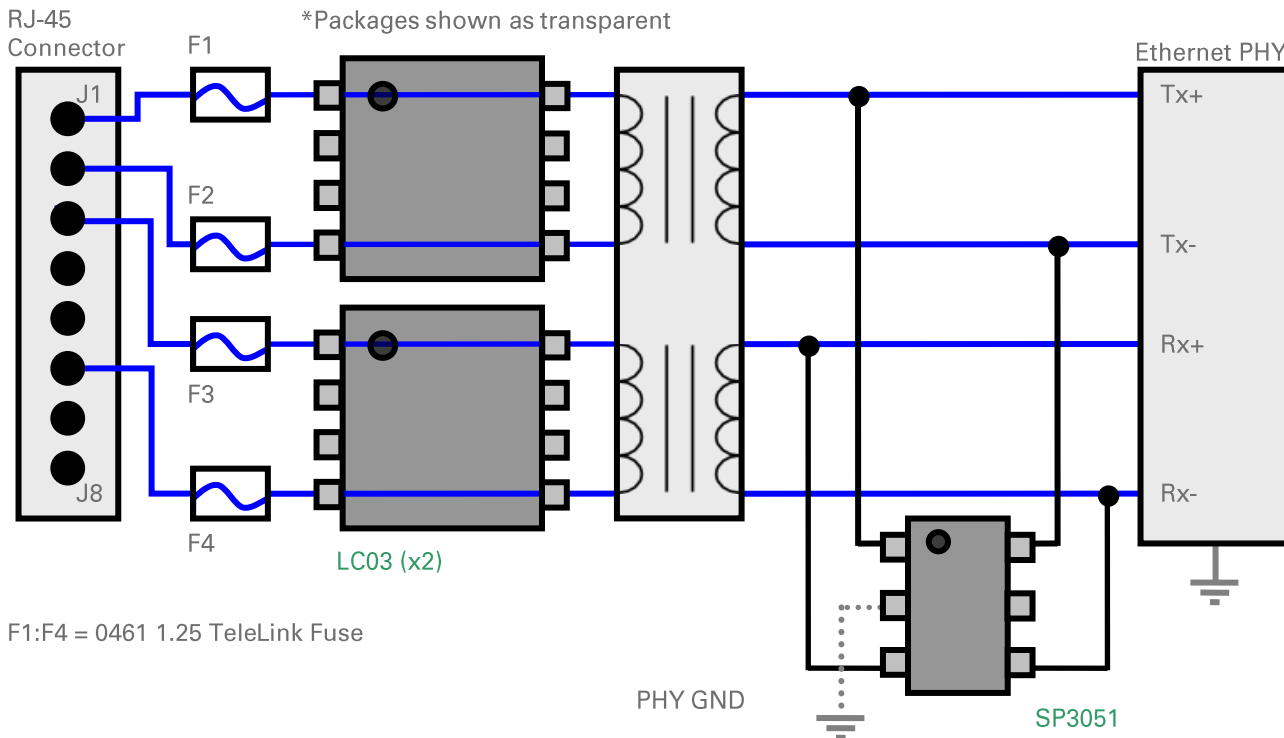 RJ-45
Connector
*Packages shown as transparent
F1
Ethernet PHY
J1
Tx+
F2
Tx-
Rx+
F3
J8
Rx-
F4
LC03 (x2)
F1:F4 = 0461 1.25 TeleLink Fuse
PHY GND
SP3051